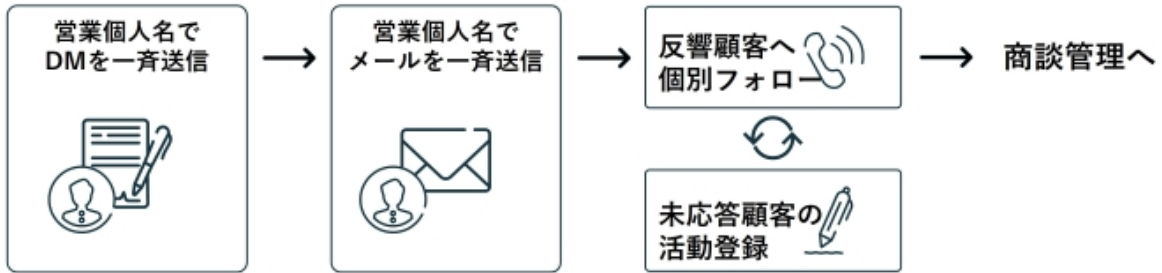 営業個人名で
DMを一斉送信
営業個人名で
メールを一斉送信
反響顧客へ
個別フォロー
商談管理へ
未応答顧客の
活動登録